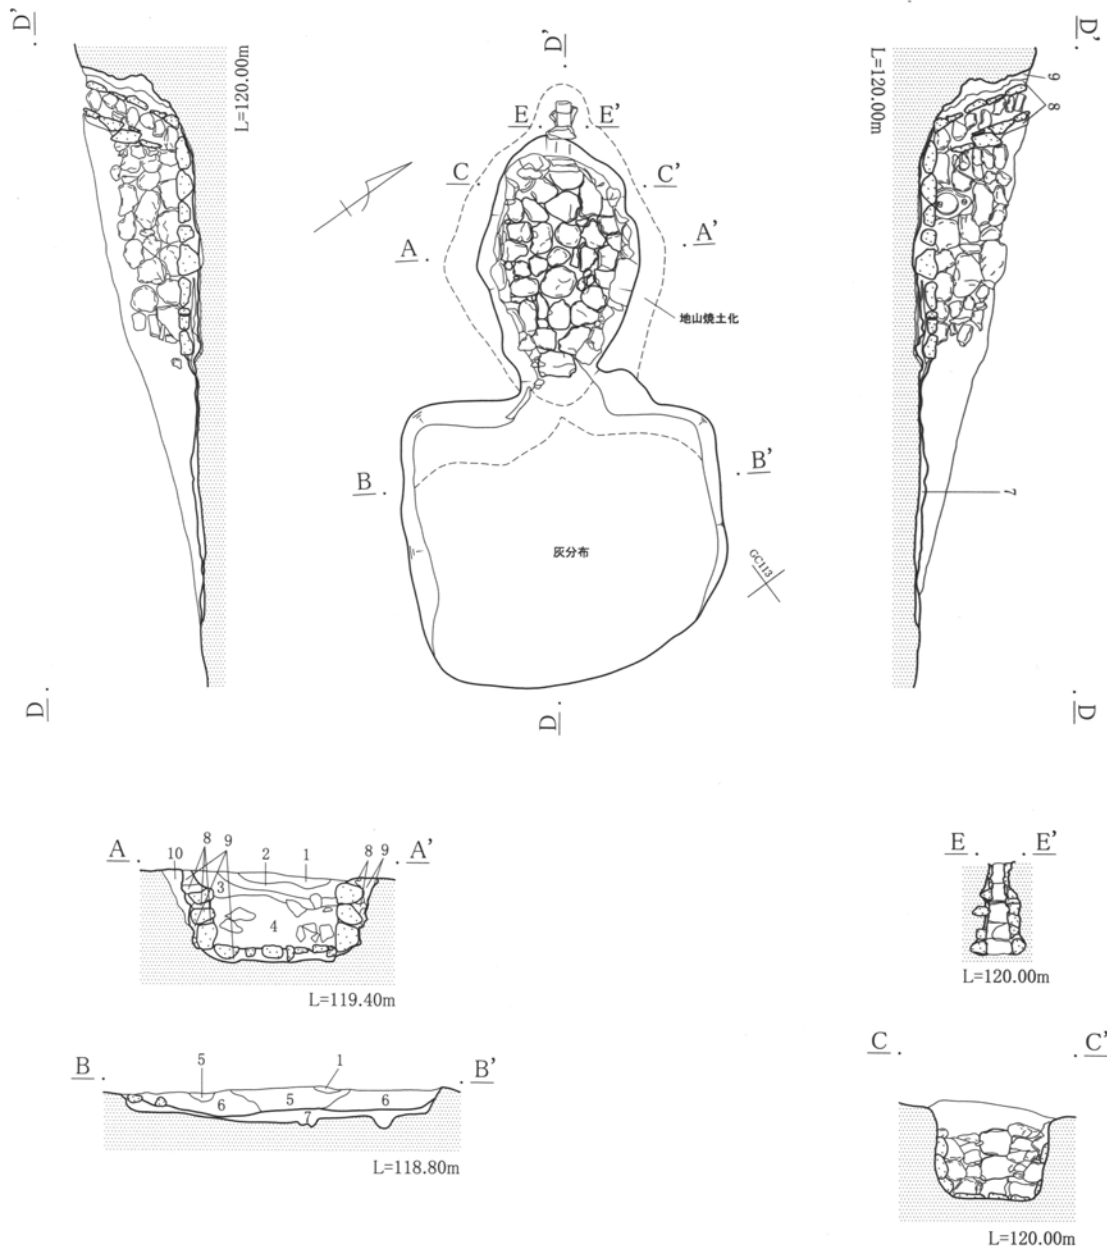 D'
L=120.00m
D
D'
E
E'
C
C'
A
A'
地山焼土化
B
B'
灰分布
GC113
D
D'
L=120.00m
9
8
7
D
A
10
8
9
2
1
8
9
A'
3
4
L=119.40m
B
5
1
B'
6
5
6
7
L=118.80m
E
E'
L=120.00m
C
C'
L=120.00m